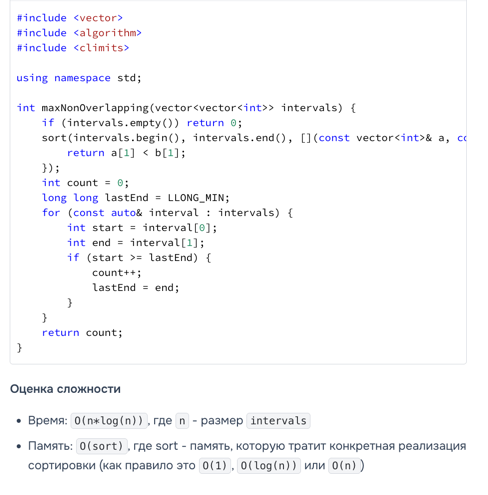 #include <vector>
#include <algorithm>
#include <climits>
using namespace std;
int maxNonOverlapping(vector<vector<int>> intervals) {
    if (intervals.empty()) return 0;
    sort(intervals.begin(), intervals.end(), [](const vector<int>& a, co
        return a[1] < b[1];
    });
    int count = 0;
    long long lastEnd = LLONG_MIN;
    for (const auto& interval : intervals) {
        int start = interval[0];
        int end = interval[1];
        if (start >= lastEnd) {
            count++;
            lastEnd = end;
        }
    }
    return count;
}
Оценка сложности
• Время: O(n*log(n)), где n - размер intervals
• Память: O(sort), где sort - память, которую тратит конкретная реализация
сортировки (как правило это O(1), O(log(n)) или O(n))